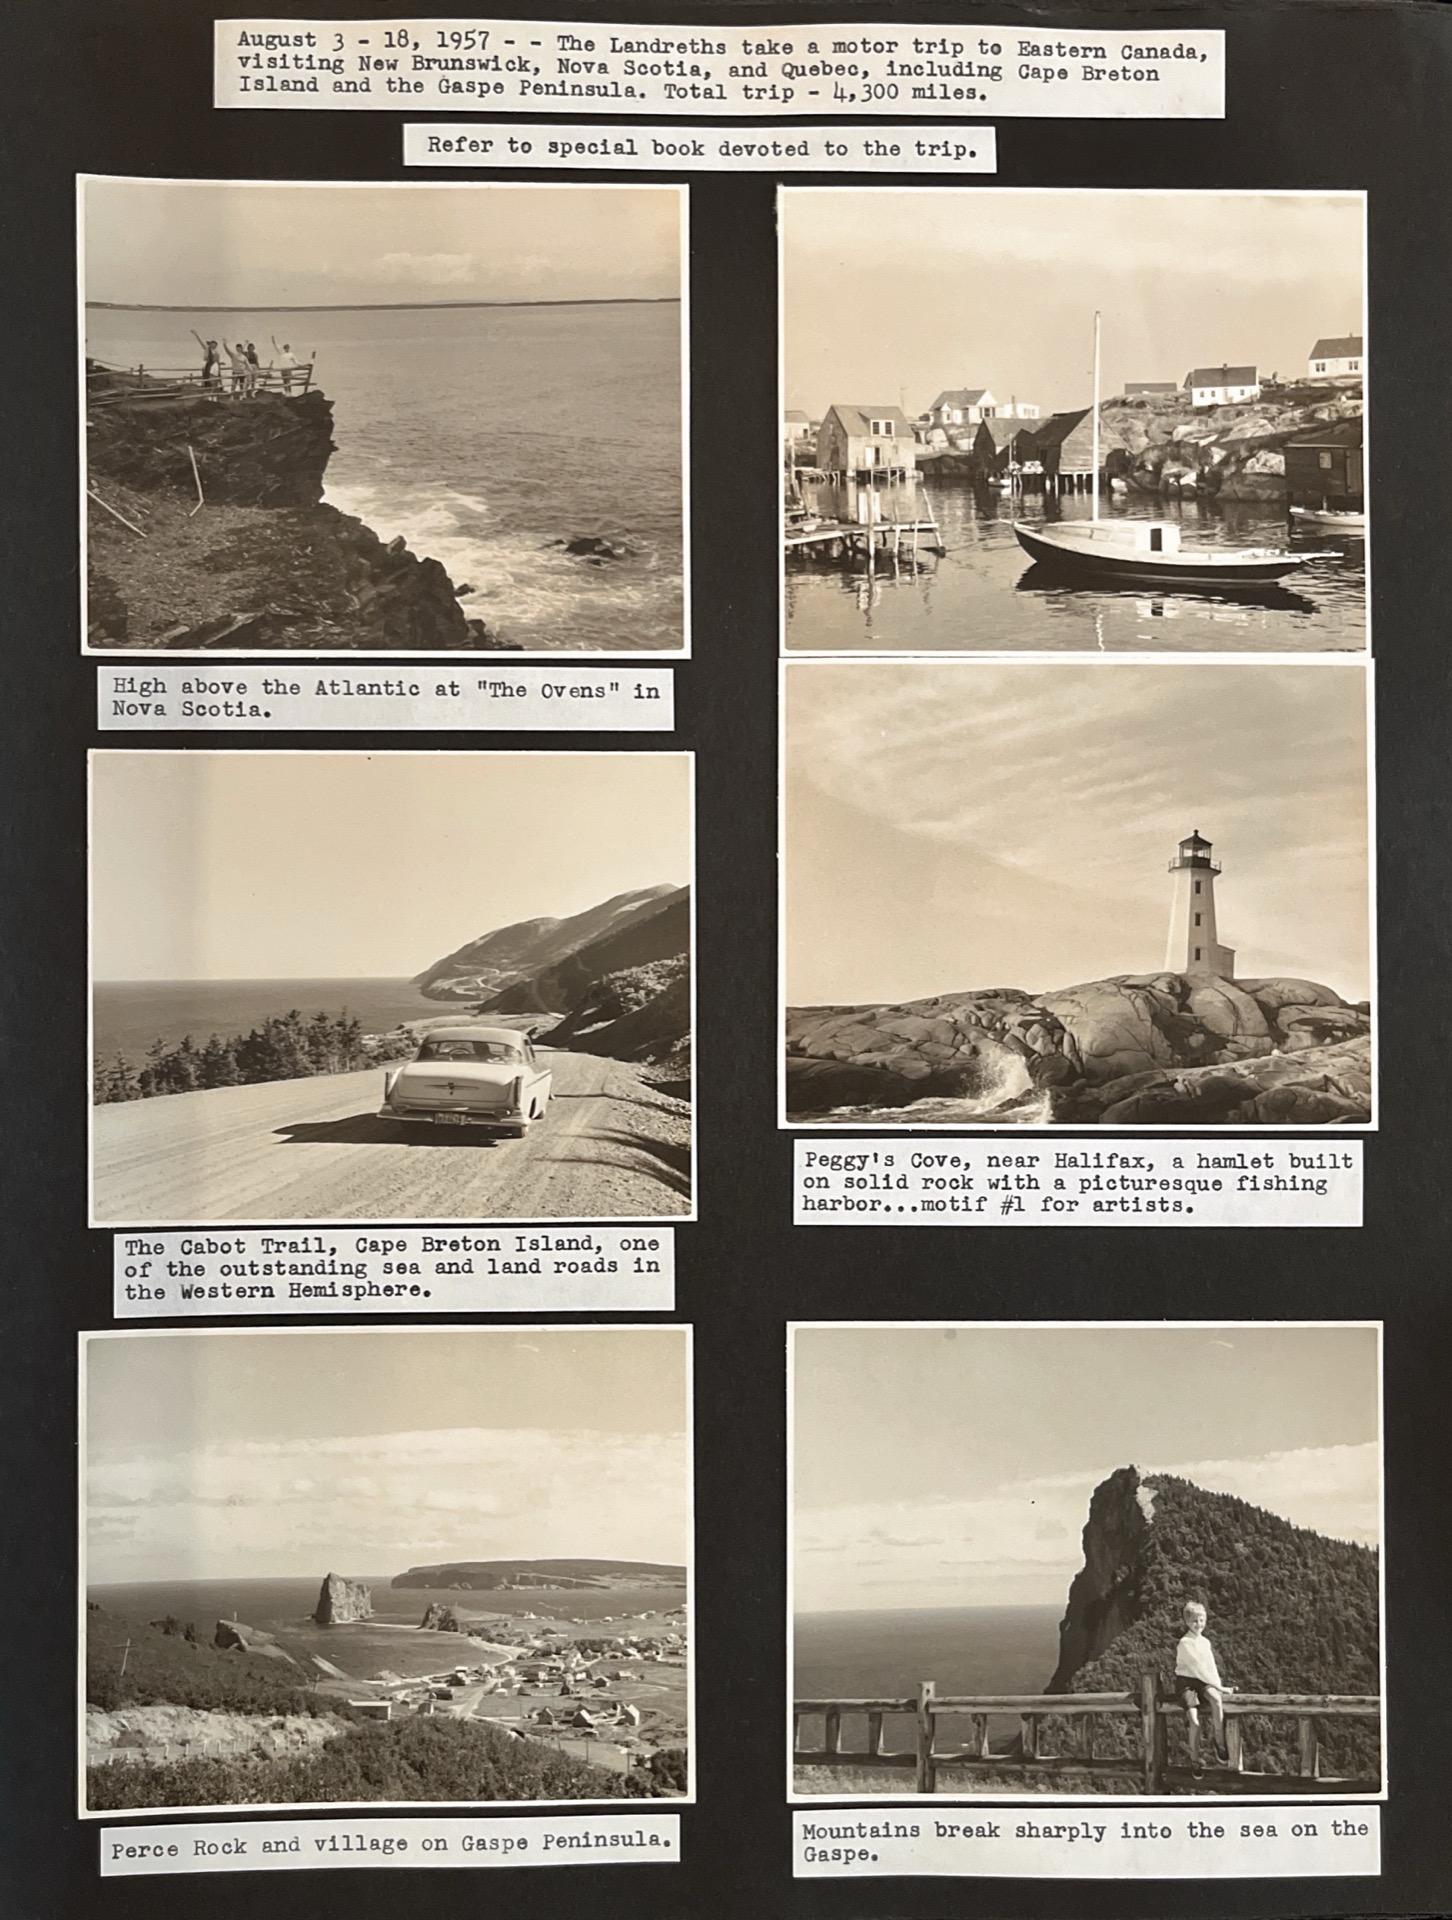 August 3 - 18, 1957 - - The Landreths take a motor trip to Eastern Canada,
visiting New Brunswick, Nova Scotia, and Quebec, including Cape Breton
Island and the Gaspe Peninsula. Total trip - 4,300 miles.
Refer to special book devoted to the trip.
High above the Atlantic at "The Ovens" in
Nova Scotia.
Peggy's Cove, near Halifax, a hamlet built
on solid rock with a picturesque fishing
harbor...motif #1 for artists.
The Cabot Trail, Cape Breton Island, one
of the outstanding sea and land roads in
the Western Hemisphere.
Perce Rock and village on Gaspe Peninsula.
Mountains break sharply into the sea on the
Gaspe.